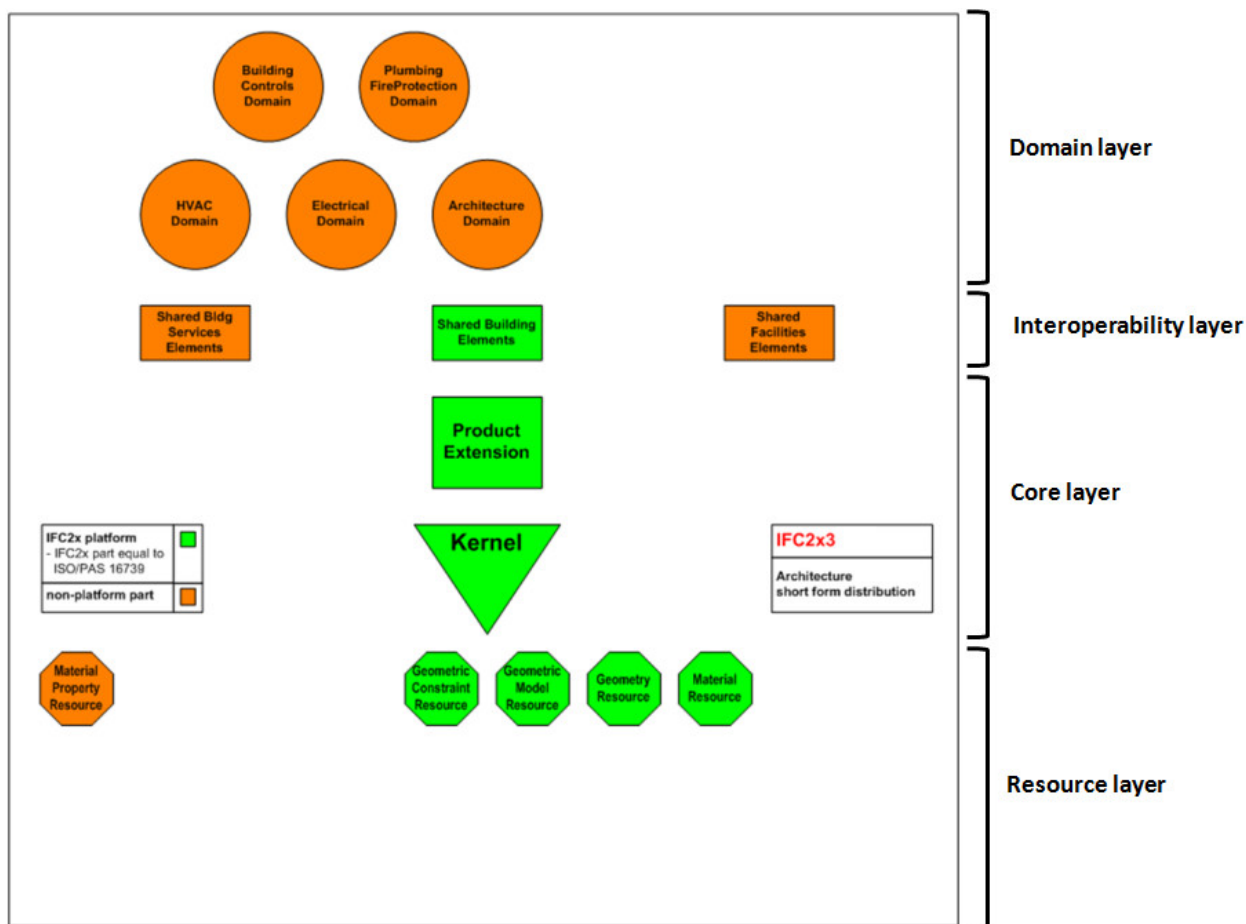 Building
Controls
Domain
Plumbing
FireProtection
Domain
Domain layer
HVAC
Domain
Electrical
Domain
Architecture
Domain
Shared Bldg
Services
Elements
Shared Building
Elements
Shared
Facilities
Elements
Interoperability layer
Product
Extension
Core layer
IFC2x platform
- IFC2x part equal to
ISO/PAS 16739
non-platform part
Kernel
IFC2x3
Architecture
short form distribution
Material
Property
Resource
Geometric
Constraint
Resource
Geometric
Model
Resource
Geometry
Resource
Material
Resource
Resource layer